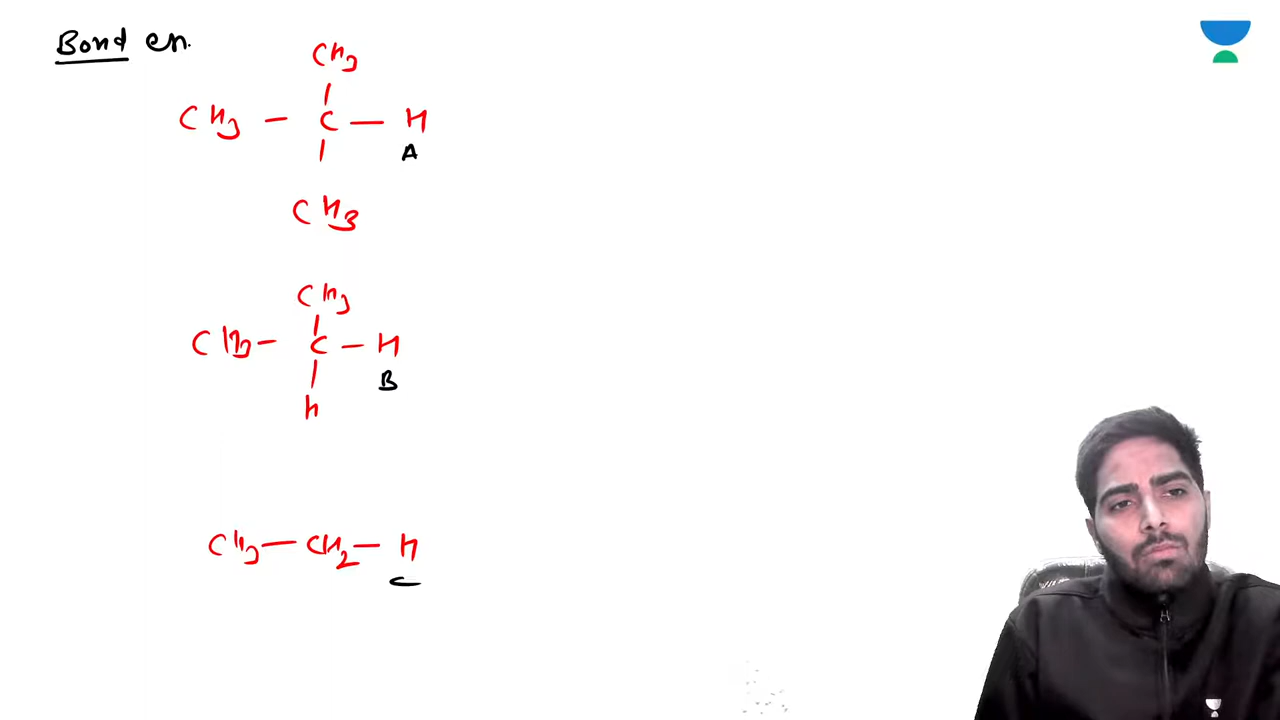 Bond en.
CH3
CH3 - C - H
A
CH3
CH3
CH3 - C - H
B
H
CH3 - CH2 - H
C